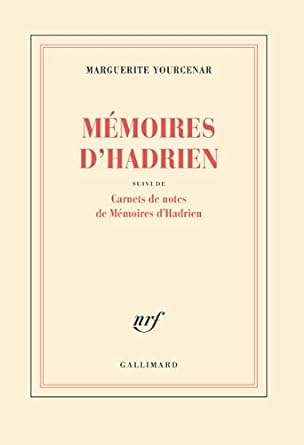 MARGUERITE YOURCENAR
MÉMOIRES
D'HADRIEN
SUIVI DE
Carnets de notes
de Mémoires d'Hadrien
nrf
GALLIMARD